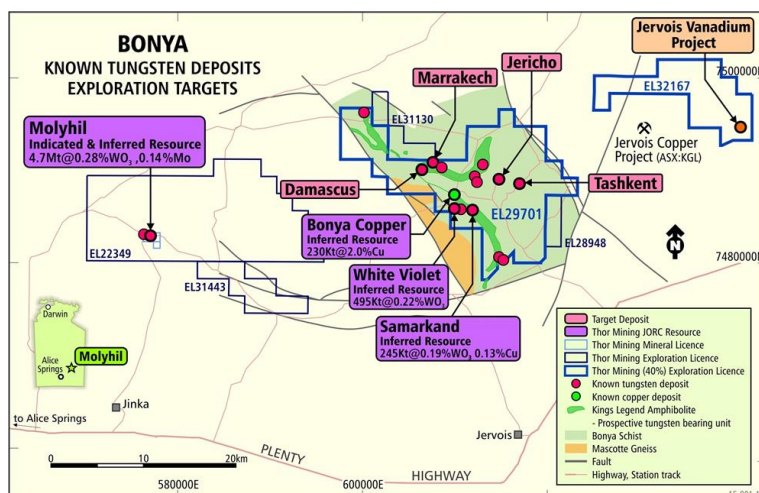 BONYA
KNOWN TUNGSTEN DEPOSITS
EXPLORATION TARGETS
Jervois Vanadium
Project
7500000N
Jericho
Marrakech
EL32167
EL31130
Molyhil
Indicated & Inferred Resource
4.7Mt@0.28%WO3 ,0.14%Mo
Jervois Copper
Project (ASX:KGL)
Damascus
Tashkent
Bonya Copper
Inferred Resource
230Kt@2.0%Cu
EL29701
EL28948
N
EL22349
White Violet
Inferred Resource
495Kt@0.22%WO3
7480000N
EL31443
Samarkand
Inferred Resource
245Kt@0.19%WO3 0.13%Cu
Darwin
Alice
Springs
Molyhil
Jinka
to Alice Springs
Jervois
PLENTY
HIGHWAY
0
10
20km
580000E
600000E
Target Deposit
Thor Mining JORC Resource
Thor Mining Mineral Licence
Thor Mining Exploration Licence
Thor Mining (40%) Exploration Licence
Known tungsten deposit
Known copper deposit
Kings Legend Amphibolite
- Prospective tungsten bearing unit
Bonya Schist
Mascotte Gneiss
Fault
Highway, Station track